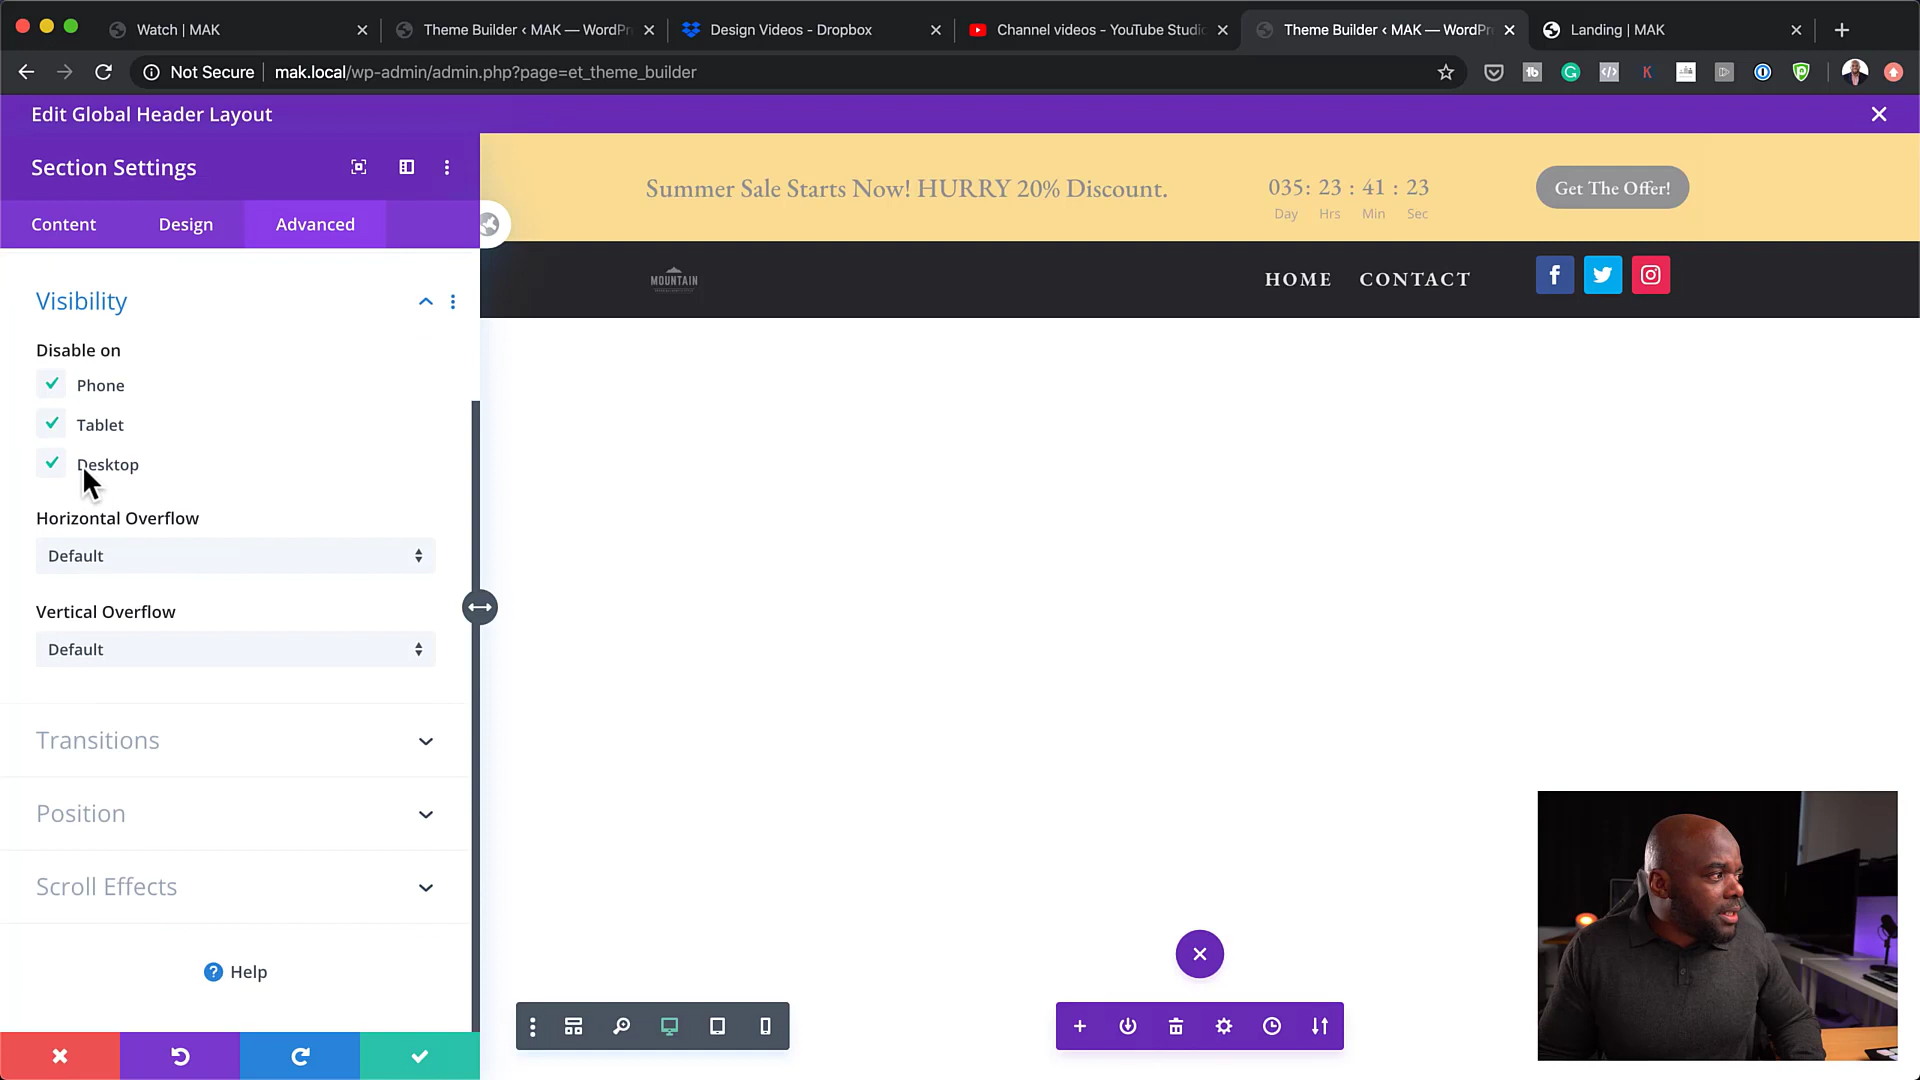 Watch | MAK
Theme Builder ‹ MAK — WordPr
Design Videos - Dropbox
Channel videos - YouTube Studio
Theme Builder ‹ MAK — WordPr
Landing | MAK
Not Secure
mak.local/wp-admin/admin.php?page=et_theme_builder
Edit Global Header Layout
Section Settings
Content
Design
Advanced
Visibility
Disable on
Phone
Tablet
Desktop
Horizontal Overflow
Default
Vertical Overflow
Default
Transitions
Position
Scroll Effects
Help
Summer Sale Starts Now! HURRY 20% Discount.
035: 23 : 41 : 23
Day Hrs Min Sec
Get The Offer!
MOUNTAIN
HOME CONTACT